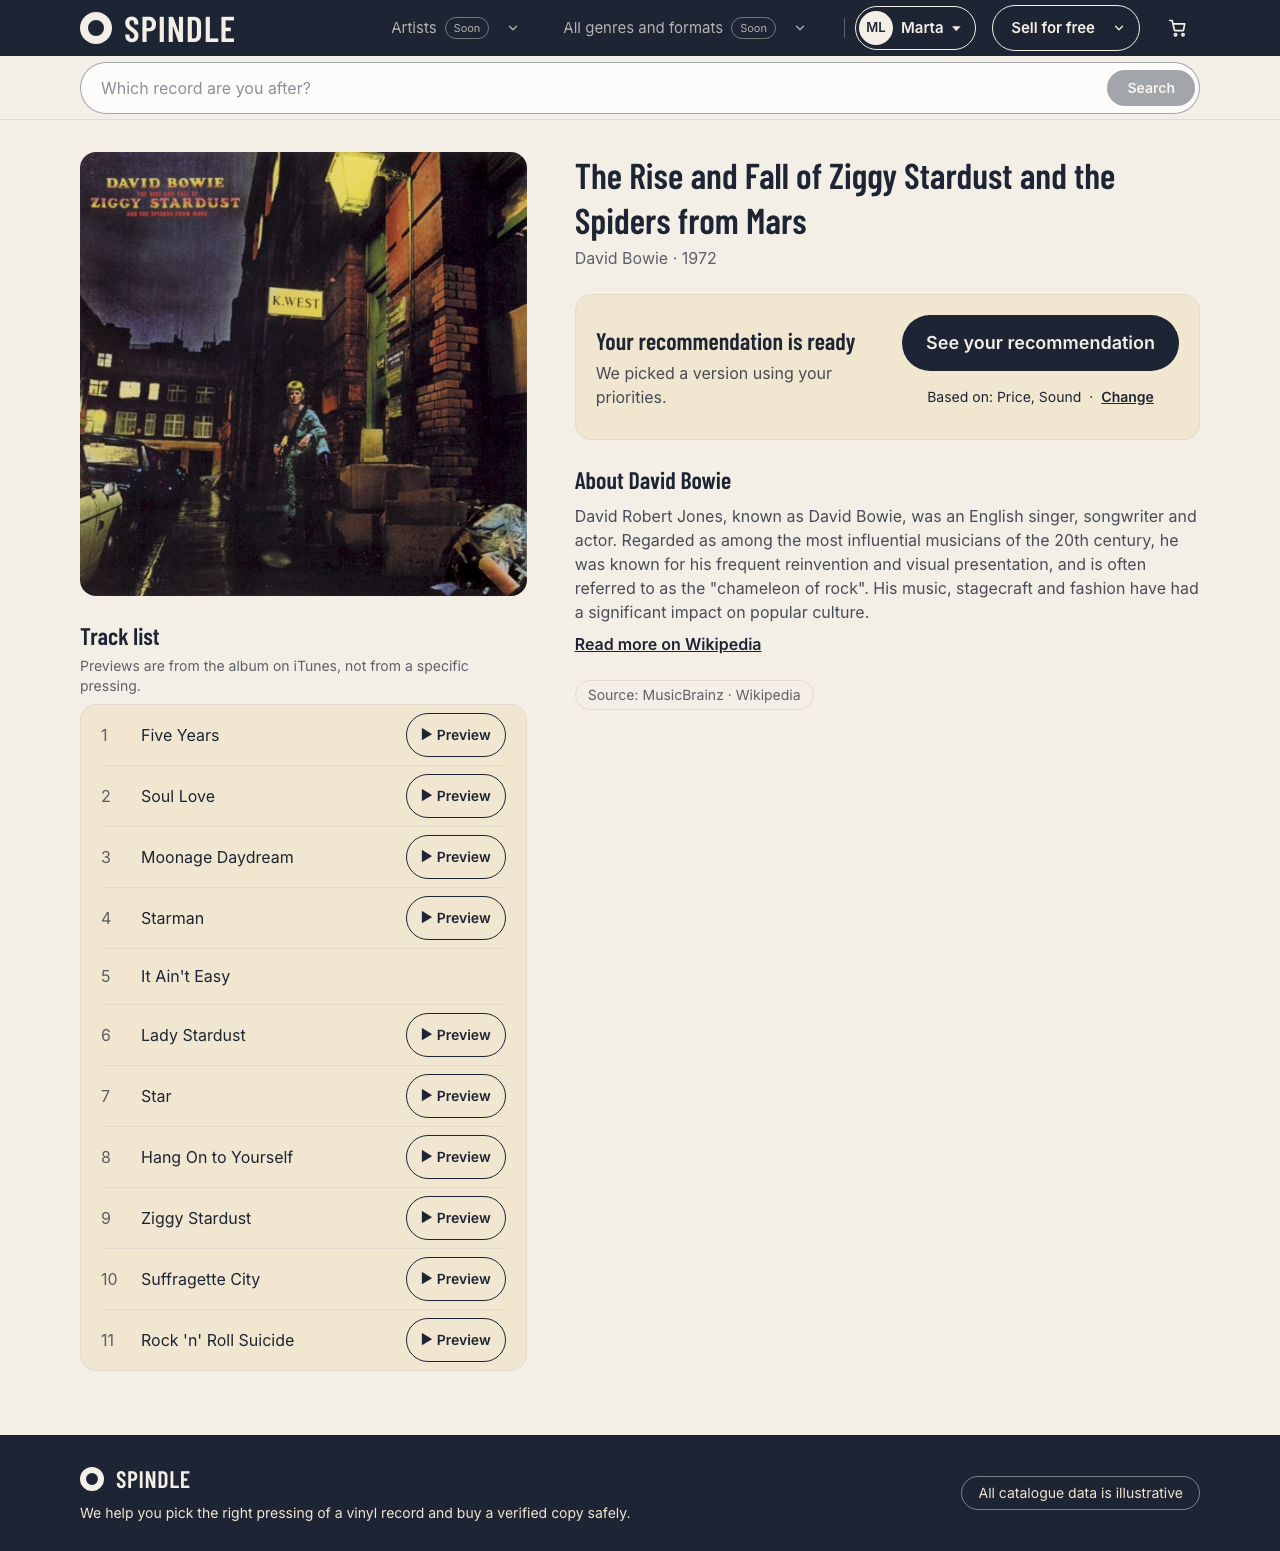 SPINDLE
Artists Soon
All genres and formats Soon
ML Marta
Sell for free
Which record are you after?
Search
DAVID BOWIE
THE RISE AND FALL OF
ZIGGY STARDUST
AND THE SPIDERS FROM MARS
K.WEST
The Rise and Fall of Ziggy Stardust and the
Spiders from Mars
David Bowie · 1972
Your recommendation is ready
We picked a version using your
priorities.
See your recommendation
Based on: Price, Sound · Change
About David Bowie
David Robert Jones, known as David Bowie, was an English singer, songwriter and
actor. Regarded as among the most influential musicians of the 20th century, he
was known for his frequent reinvention and visual presentation, and is often
referred to as the "chameleon of rock". His music, stagecraft and fashion have had
a significant impact on popular culture.
Read more on Wikipedia
Source: MusicBrainz · Wikipedia
Track list
Previews are from the album on iTunes, not from a specific
pressing.
1 Five Years Preview
2 Soul Love Preview
3 Moonage Daydream Preview
4 Starman Preview
5 It Ain't Easy
6 Lady Stardust Preview
7 Star Preview
8 Hang On to Yourself Preview
9 Ziggy Stardust Preview
10 Suffragette City Preview
11 Rock 'n' Roll Suicide Preview
SPINDLE
We help you pick the right pressing of a vinyl record and buy a verified copy safely.
All catalogue data is illustrative